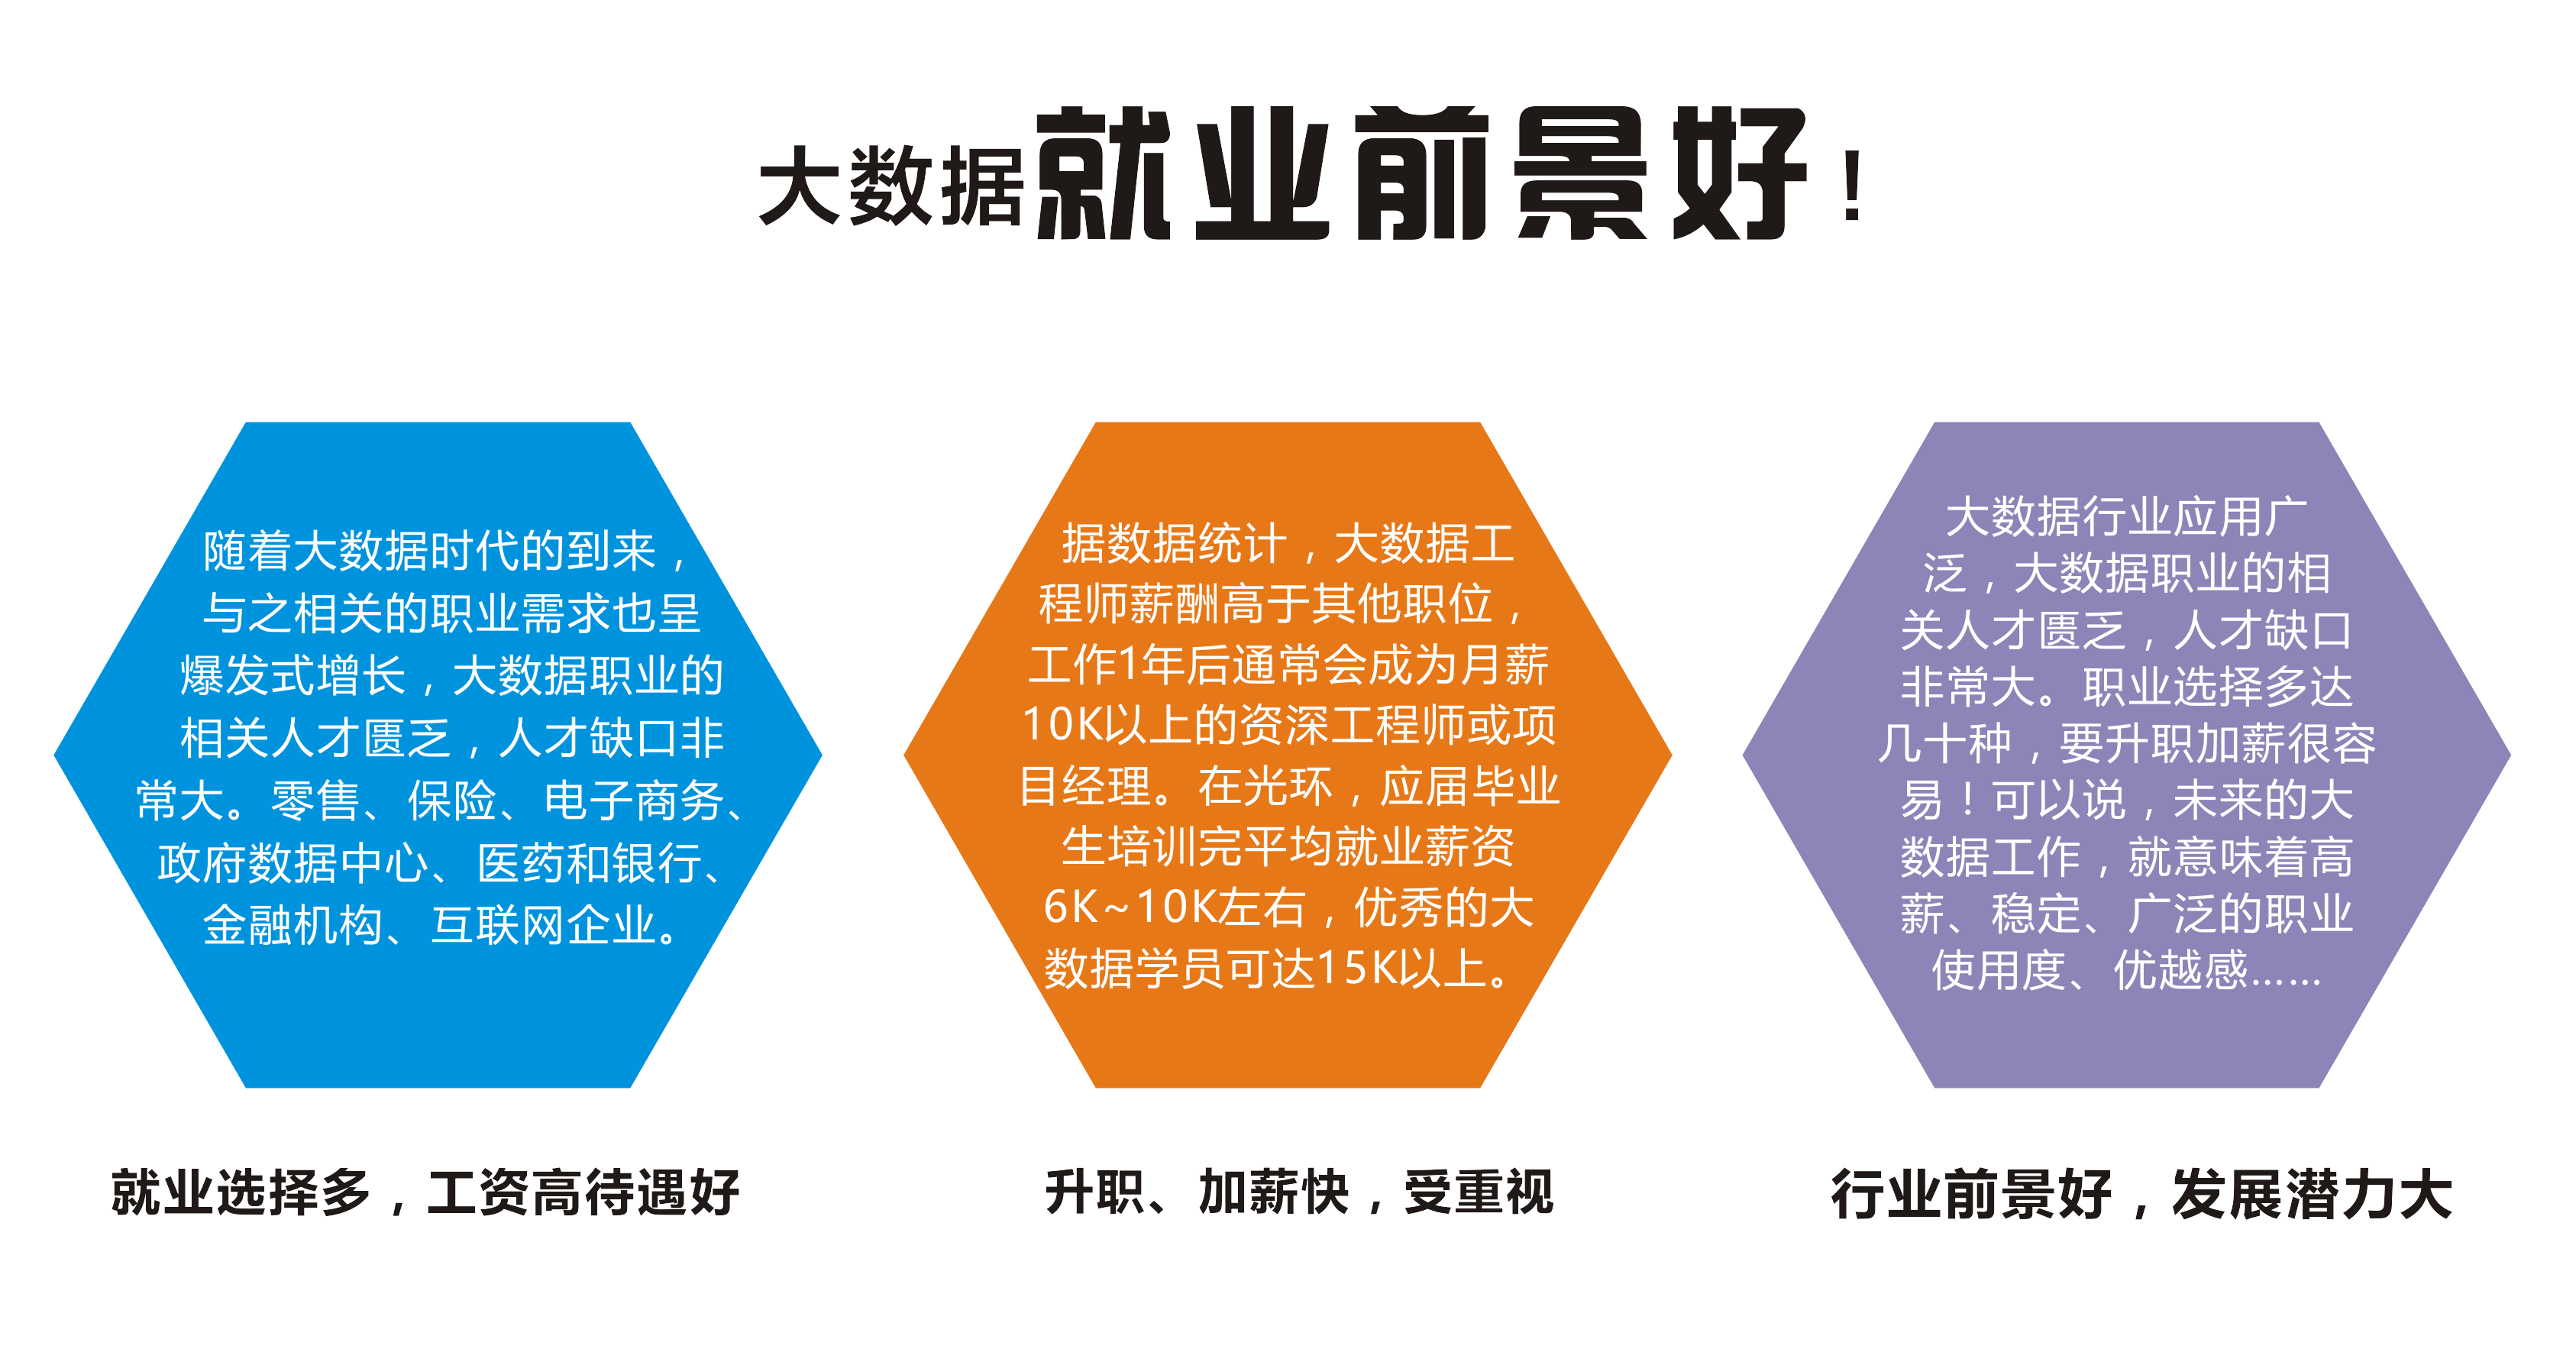 大数据就业前景好！
随着大数据时代的到来，
与之相关的职业需求也呈
爆发式增长，大数据职业的
相关人才匮乏，人才缺口非
常大。零售、保险、电子商务、
政府数据中心、医药和银行、
金融机构、互联网企业。
就业选择多，工资高待遇好
据数据统计，大数据工
程师薪酬高于其他职位，
工作1年后通常会成为月薪
10K以上的资深工程师或项
目经理。在光环，应届毕业
生培训完平均就业薪资
6K~10K左右，优秀的大
数据学员可达15K以上。
升职、加薪快，受重视
大数据行业应用广
泛，大数据职业的相
关人才匮乏，人才缺口
非常大。职业选择多达
几十种，要升职加薪很容
易！可以说，未来的大
数据工作，就意味着高
薪、稳定、广泛的职业
使用度、优越感……
行业前景好，发展潜力大